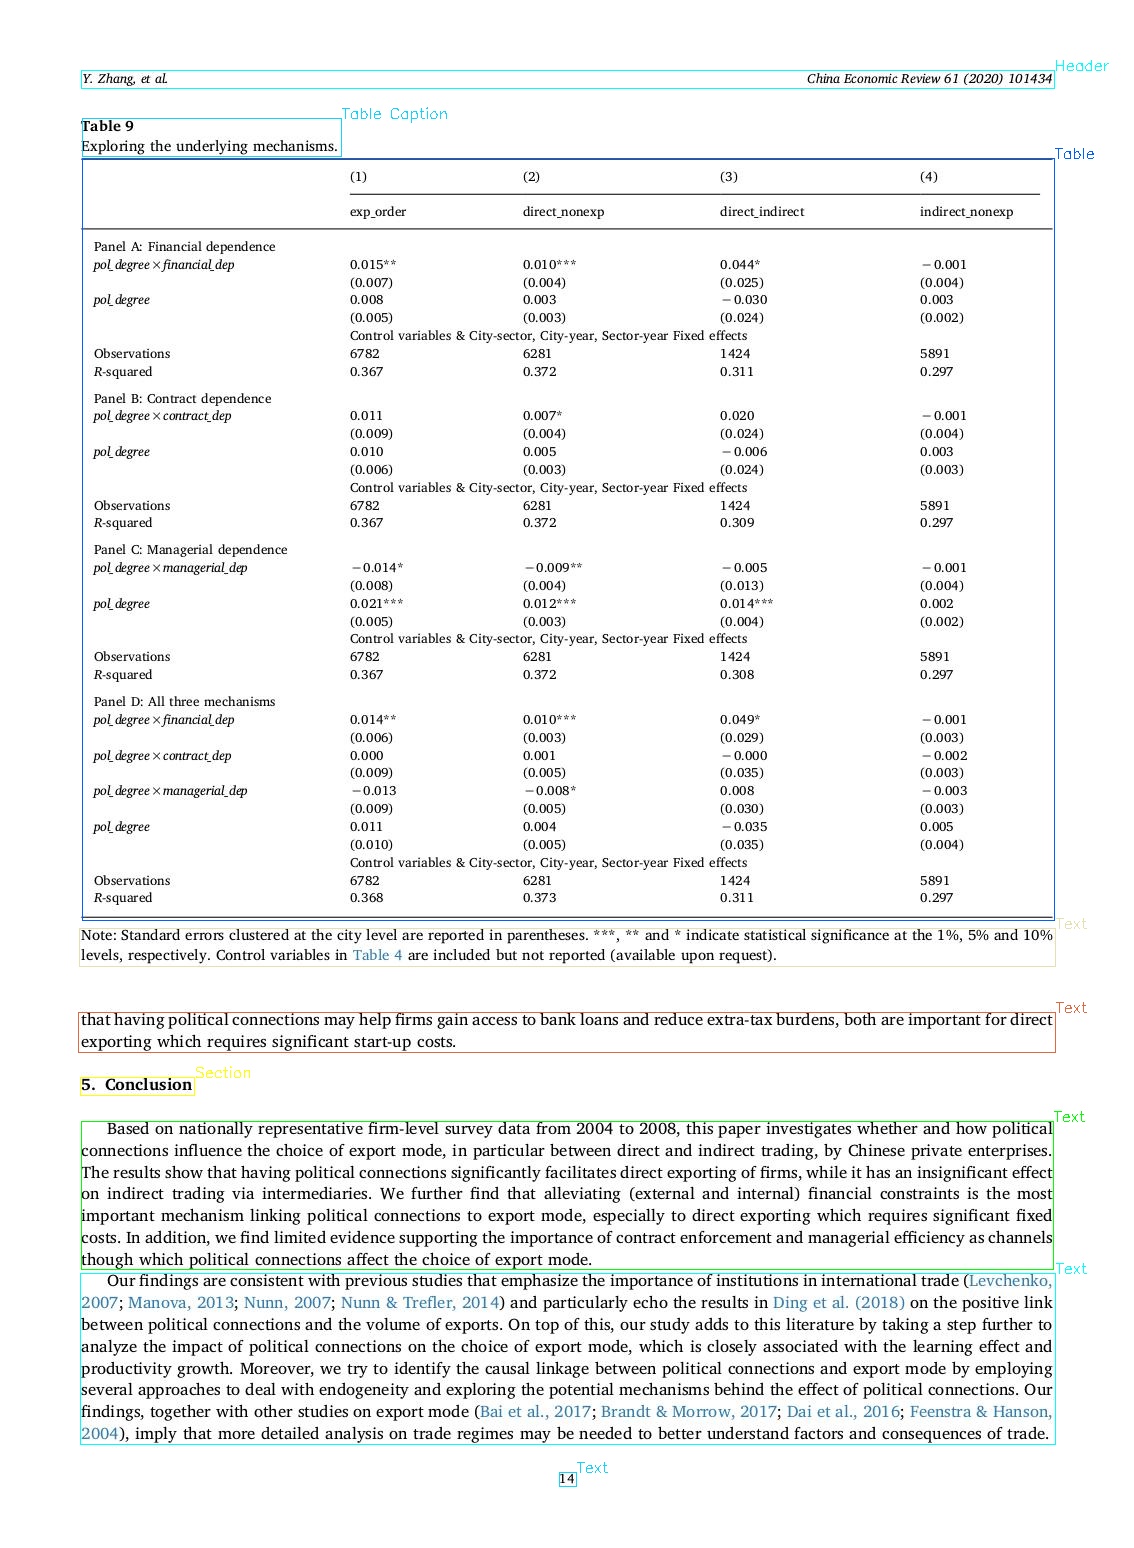 Y. Zhang, et al. China Economic Review 61 (2020) 101434
Header
Table Caption
Table 9
Exploring the underlying mechanisms.
Table
(1) (2) (3) (4)
exp_order direct_nonexp direct_indirect indirect_nonexp
Panel A: Financial dependence
pol_degree × financial_dep 0.015** 0.010*** 0.044* −0.001
(0.007) (0.004) (0.025) (0.004)
pol_degree 0.008 0.003 −0.030 0.003
(0.005) (0.003) (0.024) (0.002)
Control variables & City-sector, City-year, Sector-year Fixed effects
Observations 6782 6281 1424 5891
R-squared 0.367 0.372 0.311 0.297
Panel B: Contract dependence
pol_degree × contract_dep 0.011 0.007* 0.020 −0.001
(0.009) (0.004) (0.024) (0.004)
pol_degree 0.010 0.005 −0.006 0.003
(0.006) (0.003) (0.024) (0.003)
Control variables & City-sector, City-year, Sector-year Fixed effects
Observations 6782 6281 1424 5891
R-squared 0.367 0.372 0.309 0.297
Panel C: Managerial dependence
pol_degree × managerial_dep −0.014* −0.009** −0.005 −0.001
(0.008) (0.004) (0.013) (0.004)
pol_degree 0.021*** 0.012*** 0.014*** 0.002
(0.005) (0.003) (0.004) (0.002)
Control variables & City-sector, City-year, Sector-year Fixed effects
Observations 6782 6281 1424 5891
R-squared 0.367 0.372 0.308 0.297
Panel D: All three mechanisms
pol_degree × financial_dep 0.014** 0.010*** 0.049* −0.001
(0.006) (0.003) (0.029) (0.003)
pol_degree × contract_dep 0.000 0.001 −0.000 −0.002
(0.009) (0.005) (0.035) (0.003)
pol_degree × managerial_dep −0.013 −0.008* 0.008 −0.003
(0.009) (0.005) (0.030) (0.003)
pol_degree 0.011 0.004 −0.035 0.005
(0.010) (0.005) (0.035) (0.004)
Control variables & City-sector, City-year, Sector-year Fixed effects
Observations 6782 6281 1424 5891
R-squared 0.368 0.373 0.311 0.297
Text
Note: Standard errors clustered at the city level are reported in parentheses. ***, ** and * indicate statistical significance at the 1%, 5% and 10%
levels, respectively. Control variables in Table 4 are included but not reported (available upon request).
Text
that having political connections may help firms gain access to bank loans and reduce extra-tax burdens, both are important for direct
exporting which requires significant start-up costs.
Section
5. Conclusion
Text
Based on nationally representative firm-level survey data from 2004 to 2008, this paper investigates whether and how political
connections influence the choice of export mode, in particular between direct and indirect trading, by Chinese private enterprises.
The results show that having political connections significantly facilitates direct exporting of firms, while it has an insignificant effect
on indirect trading via intermediaries. We further find that alleviating (external and internal) financial constraints is the most
important mechanism linking political connections to export mode, especially to direct exporting which requires significant fixed
costs. In addition, we find limited evidence supporting the importance of contract enforcement and managerial efficiency as channels
though which political connections affect the choice of export mode.
Text
Our findings are consistent with previous studies that emphasize the importance of institutions in international trade (Levchenko,
2007; Manova, 2013; Nunn, 2007; Nunn & Trefler, 2014) and particularly echo the results in Ding et al. (2018) on the positive link
between political connections and the volume of exports. On top of this, our study adds to this literature by taking a step further to
analyze the impact of political connections on the choice of export mode, which is closely associated with the learning effect and
productivity growth. Moreover, we try to identify the causal linkage between political connections and export mode by employing
several approaches to deal with endogeneity and exploring the potential mechanisms behind the effect of political connections. Our
findings, together with other studies on export mode (Bai et al., 2017; Brandt & Morrow, 2017; Dai et al., 2016; Feenstra & Hanson,
2004), imply that more detailed analysis on trade regimes may be needed to better understand factors and consequences of trade.
Text
14